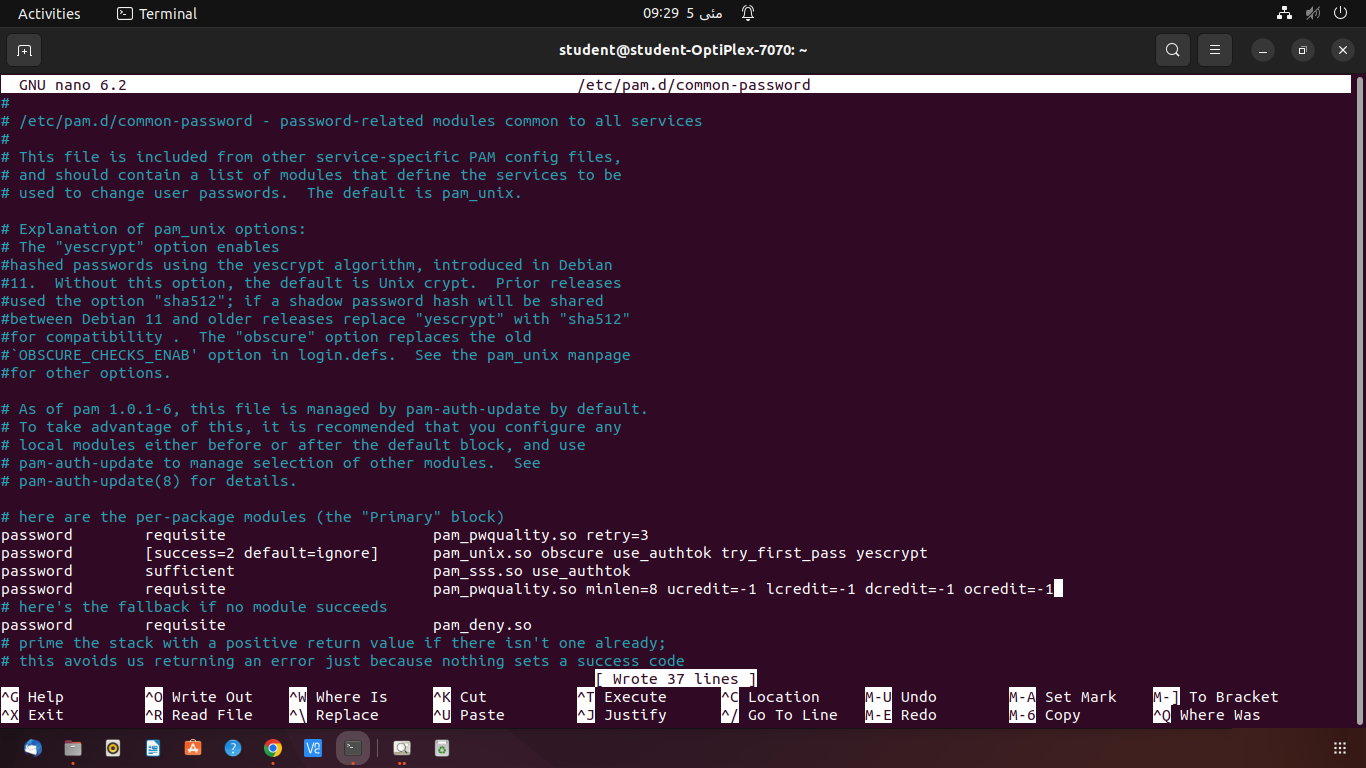 Activities
Terminal
09:29 5 مئی
student@student-OptiPlex-7070: ~
GNU nano 6.2 /etc/pam.d/common-password
#
# /etc/pam.d/common-password - password-related modules common to all services
#
# This file is included from other service-specific PAM config files,
# and should contain a list of modules that define the services to be
# used to change user passwords.  The default is pam_unix.
# Explanation of pam_unix options:
# The "yescrypt" option enables
#hashed passwords using the yescrypt algorithm, introduced in Debian
#11.  Without this option, the default is Unix crypt.  Prior releases
#used the option "sha512"; if a shadow password hash will be shared
#between Debian 11 and older releases replace "yescrypt" with "sha512"
#for compatibility .  The "obscure" option replaces the old
#`OBSCURE_CHECKS_ENAB' option in login.defs.  See the pam_unix manpage
#for other options.
# As of pam 1.0.1-6, this file is managed by pam-auth-update by default.
# To take advantage of this, it is recommended that you configure any
# local modules either before or after the default block, and use
# pam-auth-update to manage selection of other modules.  See
# pam-auth-update(8) for details.
# here are the per-package modules (the "Primary" block)
password requisite pam_pwquality.so retry=3
password [success=2 default=ignore] pam_unix.so obscure use_authtok try_first_pass yescrypt
password sufficient pam_sss.so use_authtok
password requisite pam_pwquality.so minlen=8 ucredit=-1 lcredit=-1 dcredit=-1 ocredit=-1
# here's the fallback if no module succeeds
password requisite pam_deny.so
# prime the stack with a positive return value if there isn't one already;
# this avoids us returning an error just because nothing sets a success code
[ Wrote 37 lines ]
^G Help ^O Write Out ^W Where Is ^K Cut ^T Execute ^C Location M-U Undo M-A Set Mark M-] To Bracket
^X Exit ^R Read File ^\ Replace ^U Paste ^J Justify ^/ Go To Line M-E Redo M-6 Copy ^Q Where Was